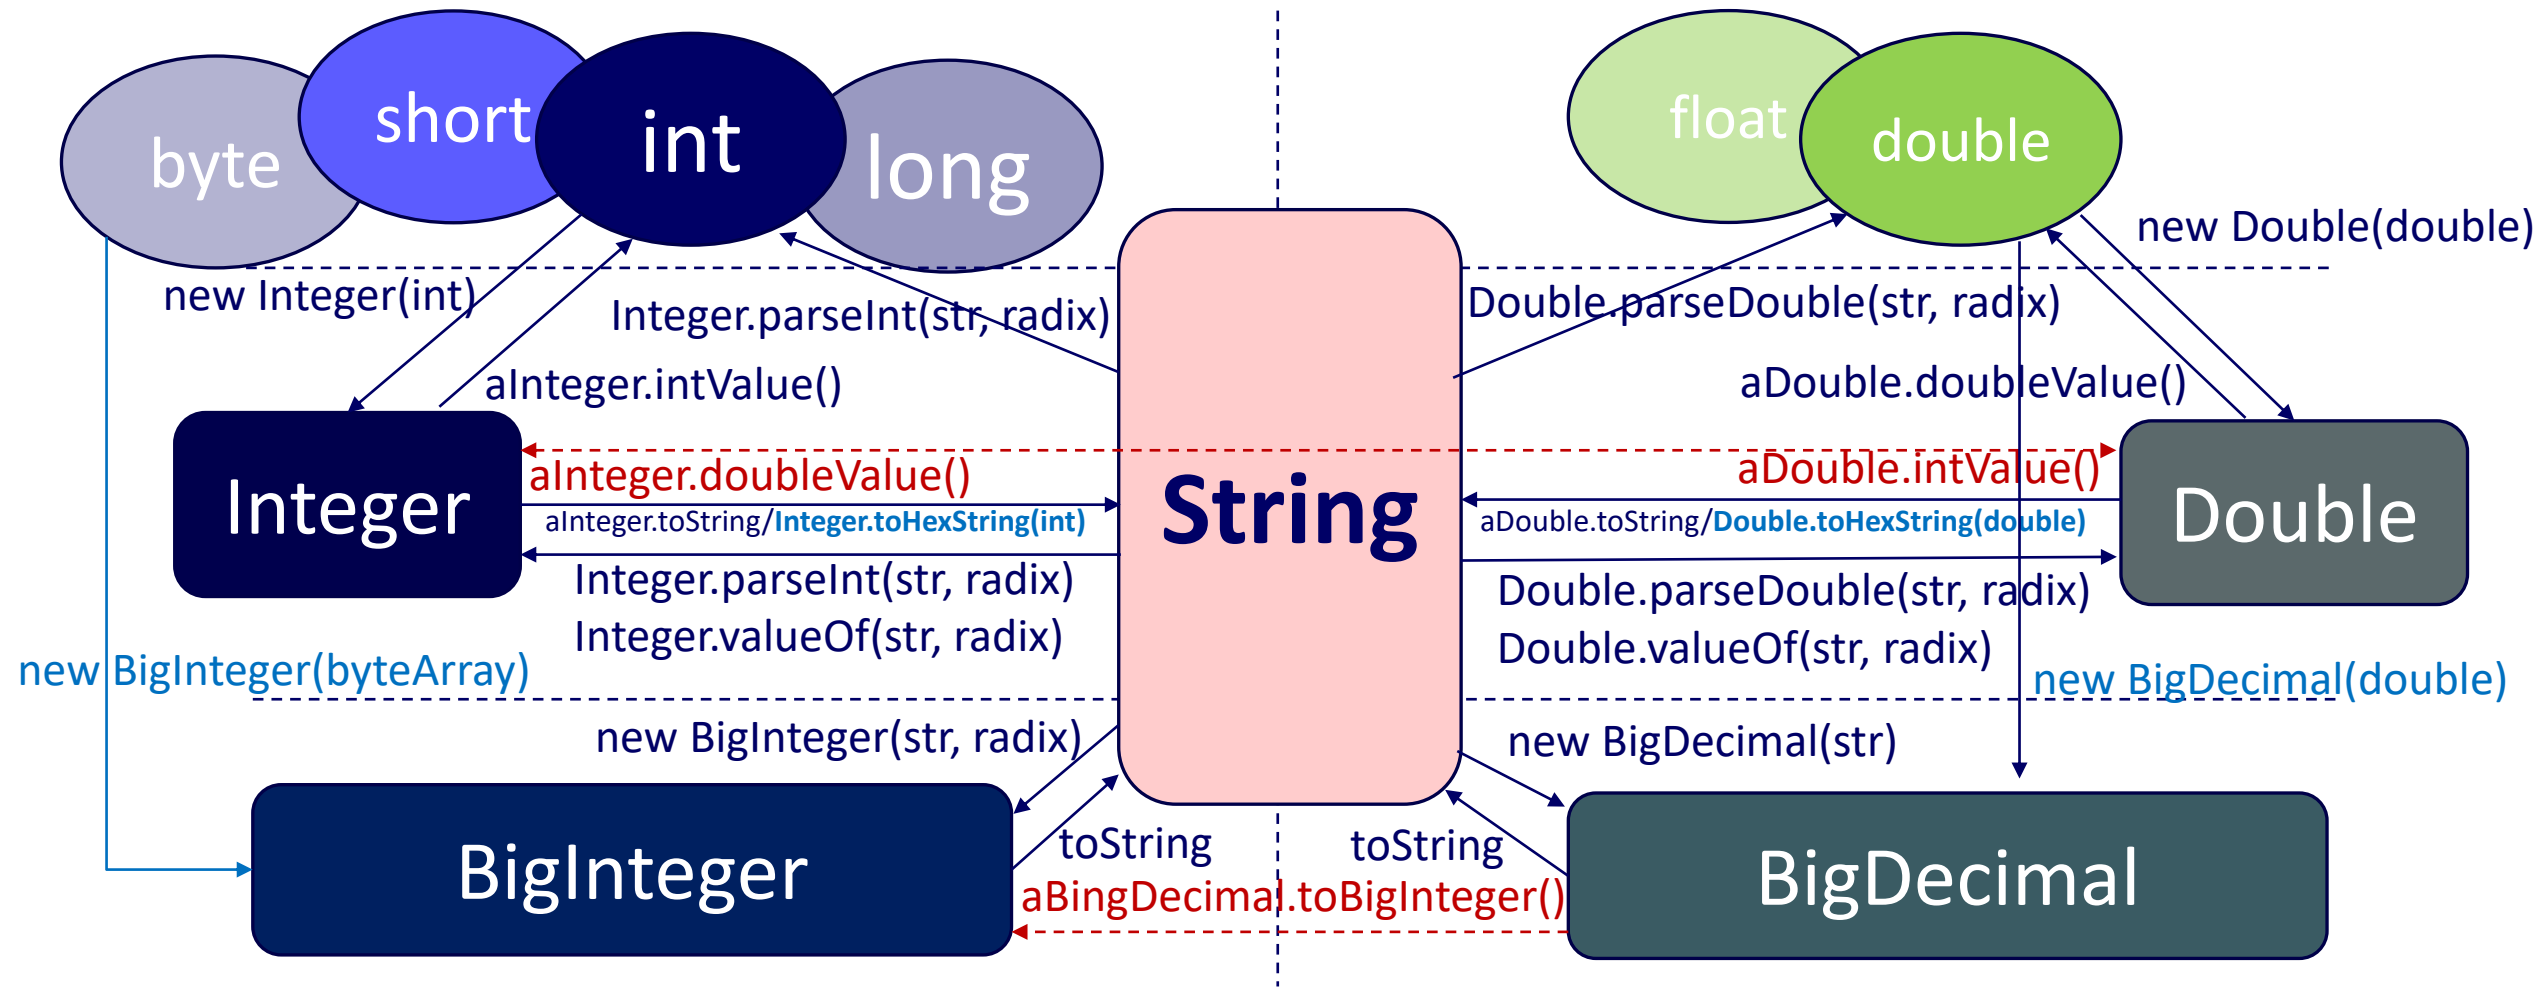 byte
short
int
long
float
double
new Double(double)
new Integer(int)
Integer.parseInt(str, radix)
Double.parseDouble(str, radix)
aInteger.intValue()
aDouble.doubleValue()
Integer
aInteger.doubleValue()
String
aDouble.intValue()
Double
aInteger.toString/Integer.toHexString(int)
aDouble.toString/Double.toHexString(double)
Integer.parseInt(str, radix)
Integer.valueOf(str, radix)
Double.parseDouble(str, radix)
Double.valueOf(str, radix)
new BigInteger(byteArray)
new BigDecimal(double)
new BigInteger(str, radix)
new BigDecimal(str)
BigInteger
toString
toString
BigDecimal
aBingDecimal.toBigInteger()